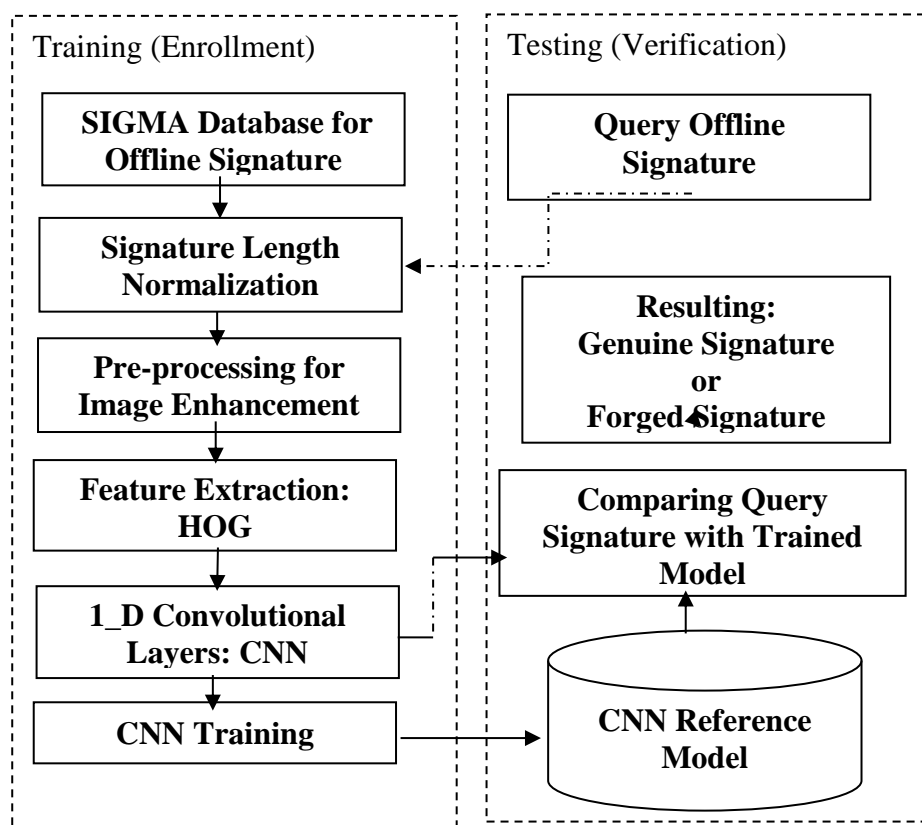 Training (Enrollment)
SIGMA Database for
Offline Signature
Signature Length
Normalization
Pre-processing for
Image Enhancement
Feature Extraction:
HOG
1_D Convolutional
Layers: CNN
CNN Training
Testing (Verification)
Query Offline
Signature
Resulting:
Genuine Signature
or
Forged Signature
Comparing Query
Signature with Trained
Model
CNN Reference
Model